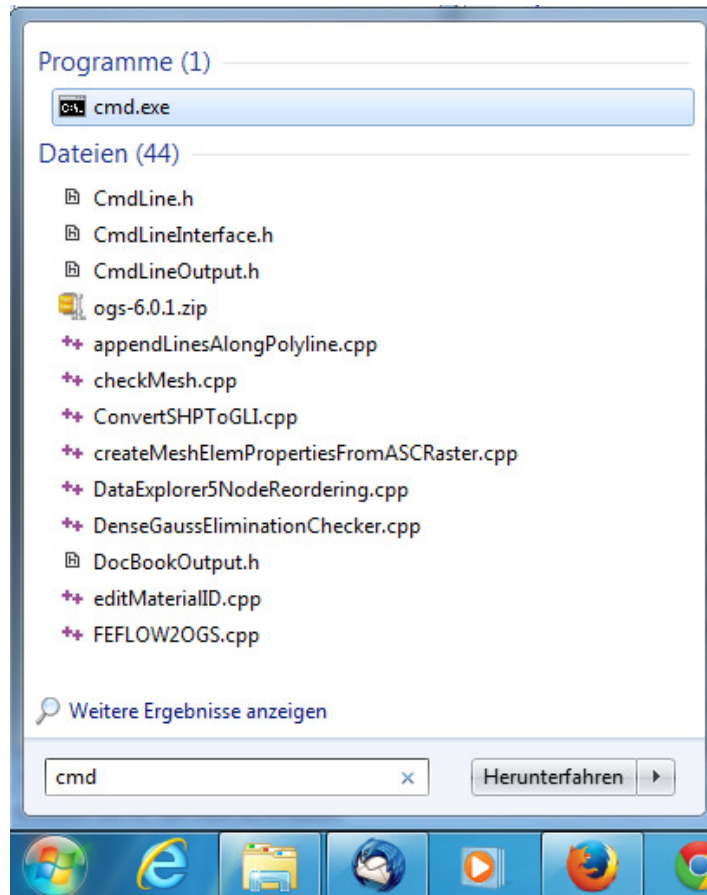 Programme (1)
cmd.exe
Dateien (44)
CmdLine.h
CmdLineInterface.h
CmdLineOutput.h
ogs-6.0.1.zip
appendLinesAlongPolyline.cpp
checkMesh.cpp
ConvertSHPToGLI.cpp
createMeshElemPropertiesFromASCRaster.cpp
DataExplorer5NodeReordering.cpp
DenseGaussEliminationChecker.cpp
DocBookOutput.h
editMaterialID.cpp
FEFLOW2OGS.cpp
Weitere Ergebnisse anzeigen
cmd
Herunterfahren